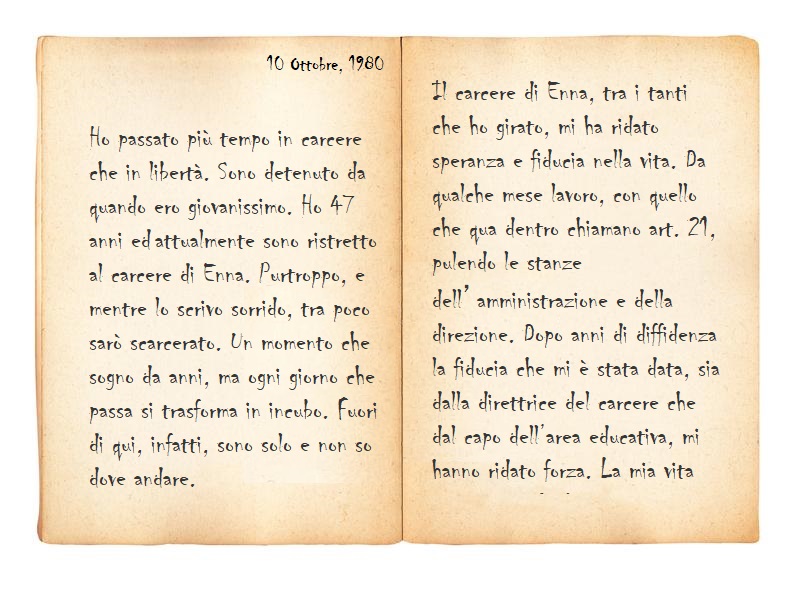 10 Ottobre, 1980
Ho passato più tempo in carcere
che in libertà. Sono detenuto da
quando ero giovanissimo. Ho 47
anni ed attualmente sono ristretto
al carcere di Enna. Purtroppo, e
mentre lo scrivo sorrido, tra poco
sarò scarcerato. Un momento che
sogno da anni, ma ogni giorno che
passa si trasforma in incubo. Fuori
di qui, infatti, sono solo e non so
dove andare.
Il carcere di Enna, tra i tanti
che ho girato, mi ha ridato
speranza e fiducia nella vita. Da
qualche mese lavoro, con quello
che qua dentro chiamano art. 21,
pulendo le stanze
dell' amministrazione e della
direzione. Dopo anni di diffidenza
la fiducia che mi è stata data, sia
dalla direttrice del carcere che
dal capo dell'area educativa, mi
hanno ridato forza. La mia vita